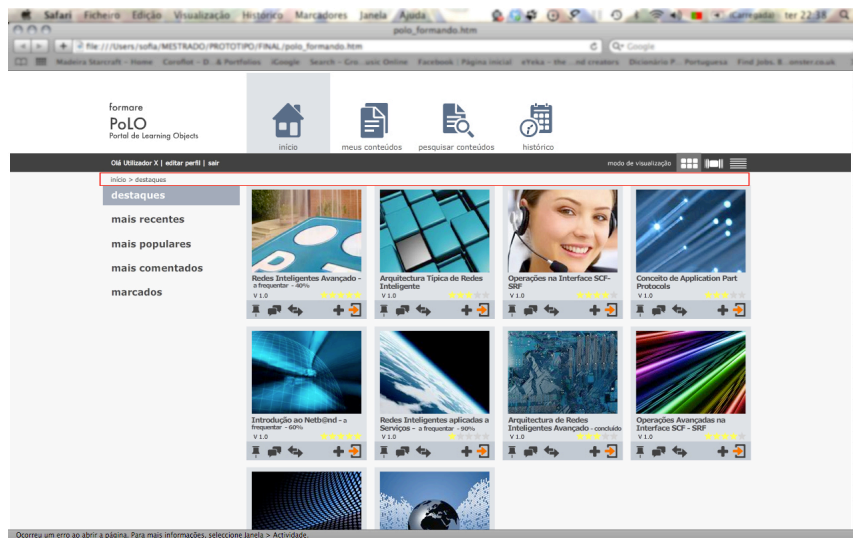 Safari Ficheiro Edição Visualização Histórico Marcadores Janela Ajuda ter 22:38
polo_formando.htm
file:///Users/sofia/MESTRADO/PROTOTIPO/FINAL/polo_formando.htm Google
formare
PoLO
Portal de Learning Objects
início meus conteúdos pesquisar conteúdos histórico
Olá Utilizador X | editar perfil | sair modo de visualização
início > destaques
destaques
mais recentes
mais populares
mais comentados
marcados
Redes Inteligentes Avançado -
a frequentar - 40%
V 1.0
Arquitectura Típica de Redes
Inteligente
V 1.0
Operações na Interface SCF-
SRF
V 1.0
Conceito de Application Part
Protocols
V 1.0
Introdução ao Netb@nd - a
frequentar - 60%
V 1.0
Redes Inteligentes aplicadas a
Serviços - a frequentar - 90%
V 1.0
Arquitectura de Redes
Inteligentes Avançado - concluído
V 1.0
Operações Avançadas na
Interface SCF - SRF
V 1.0
Ocorreu um erro ao abrir a página. Para mais informações, seleccione Janela > Actividade.